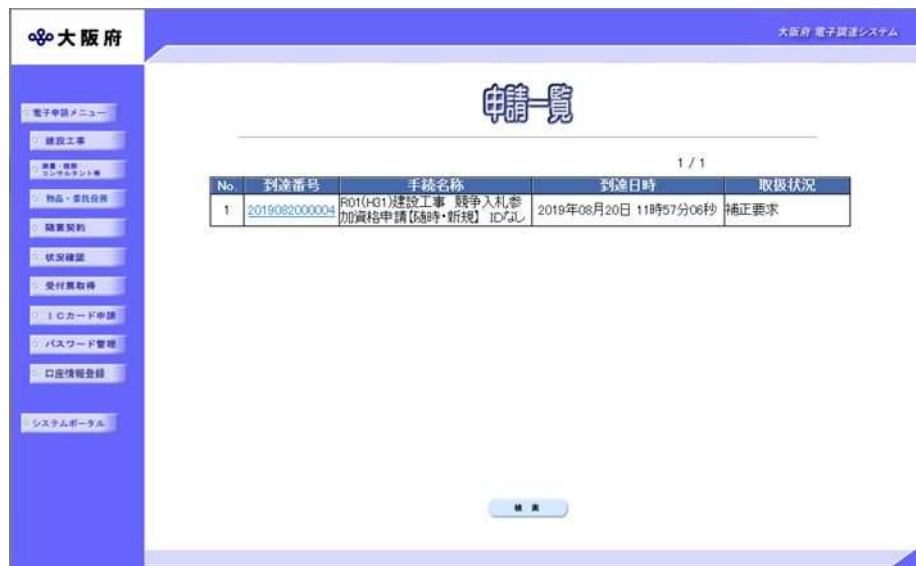 大阪府
大阪府 電子調達システム
電子申請メニュー
建設工事
測量・建設
コンサルタント等
物品・委託役務
随意契約
状況確認
受付票取得
ICカード申請
パスワード管理
口座情報登録
システムポータル
申請一覧
1 / 1
No. 到達番号 手続名称 到達日時 取扱状況
1 2019082000004 R01(H31)建設工事 競争入札参
加資格申請【随時・新規】 IDなし 2019年08月20日 11時57分06秒 補正要求
検索